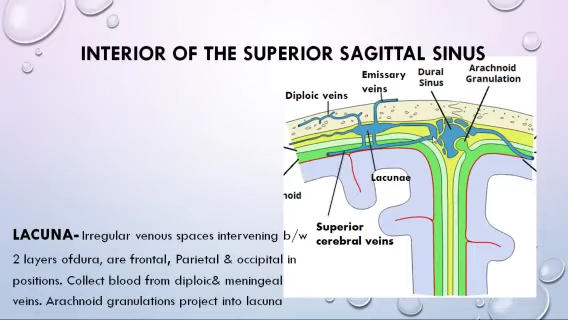 INTERIOR OF THE SUPERIOR SAGITTAL SINUS
Emissary veins
Dural Sinus
Arachnoid Granulation
Diploic veins
Lacunae
noid
Superior cerebral veins
LACUNA- Irregular venous spaces intervening b/w
2 layers ofdura, are frontal, Parietal & occipital in
positions. Collect blood from diploic& meningeal
veins. Arachnoid granulations project into lacuna